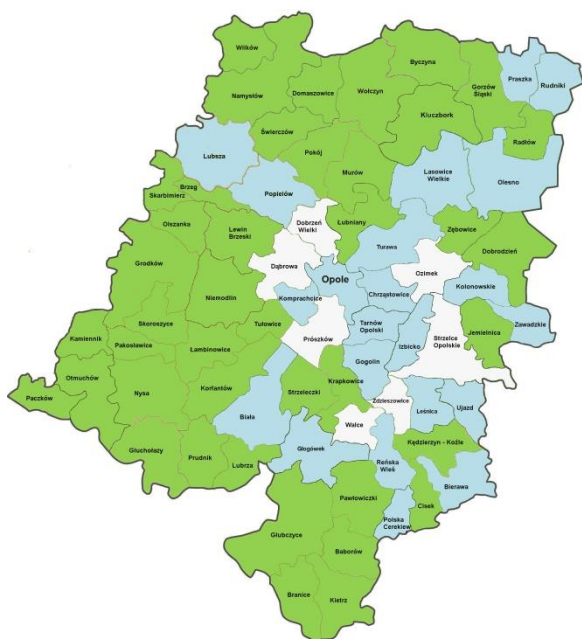 Wilków
Byczyna
Praszka
Rudniki
Gorzów
Śląski
Domaszowice
Wołczyn
Namysłów
Kluczbork
Świerczów
Radłów
Pokój
Lubsza
Murów
Lasowice
Wielkie
Olesno
Brzeg
Skarbimierz
Popielów
Dobrzeń
Wielki
Łubniany
Olszanka
Lewin
Brzeski
Turawa
Zębowice
Dobrodzień
Dąbrowa
Grodków
Opole
Ozimek
Kolonowskie
Niemodlin
Komprachcice
Chrząstowice
Skoroszyce
Tułowice
Tarnów
Opolski
Izbicko
Zawadzkie
Kamiennik
Pakosławice
Łambinowice
Prószków
Strzelce
Opolskie
Jemielnica
Gogolin
Otmuchów
Paczków
Nysa
Korfantów
Strzeleczki
Krapkowice
Zdzieszowice
Leśnica
Ujazd
Biała
Walce
Głuchołazy
Prudnik
Lubrza
Głogówek
Kędzierzyn - Koźle
Reńska
Wieś
Bierawa
Pawłowiczki
Polska
Cerekiew
Cisek
Głubczyce
Baborów
Branice
Kietrz